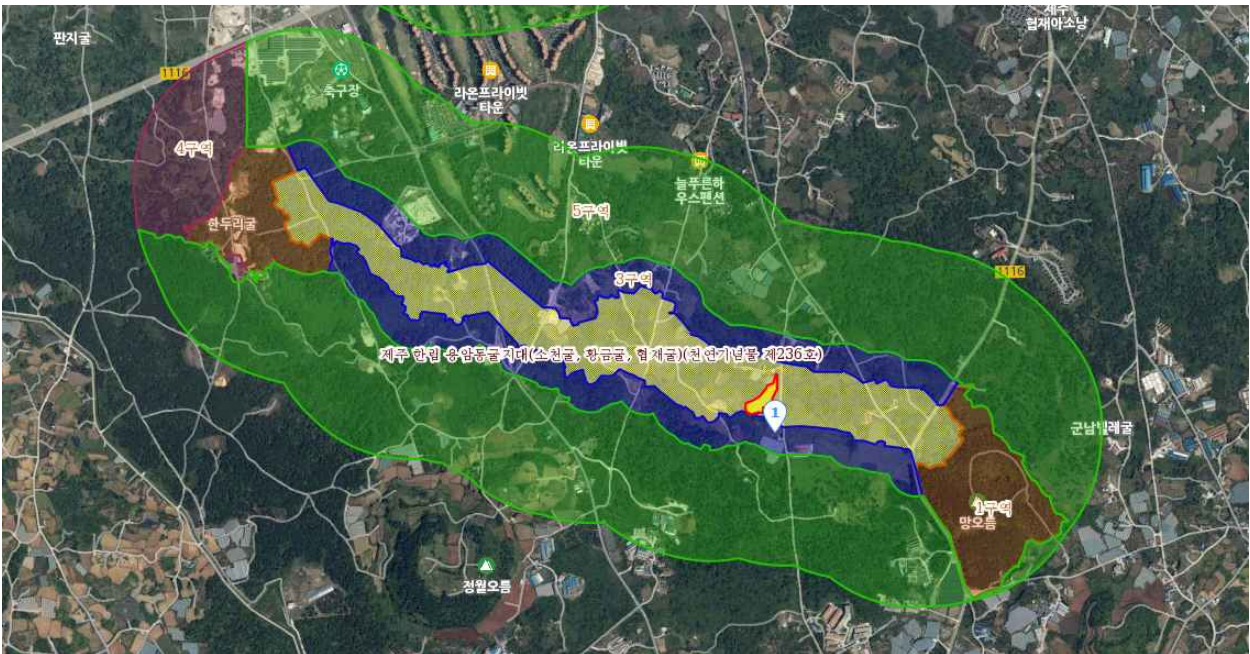 제주
협재아소낭
판지굴
1116
축구장
라온프라이빗
타운
4구역
라온프라이빗
타운
늘푸른하
우스펜션
한두리굴
5구역
3구역
1116
제주 한림 용암동굴지대(소천굴, 황금굴, 협재굴)(천연기념물 제236호)
1
군남빌레굴
1구역
망오름
정월오름